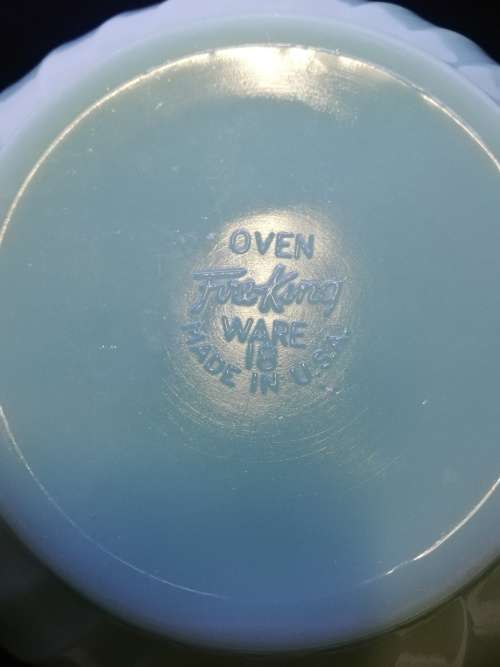 OVEN
Fire-King
WARE
18
MADE IN U.S.A.